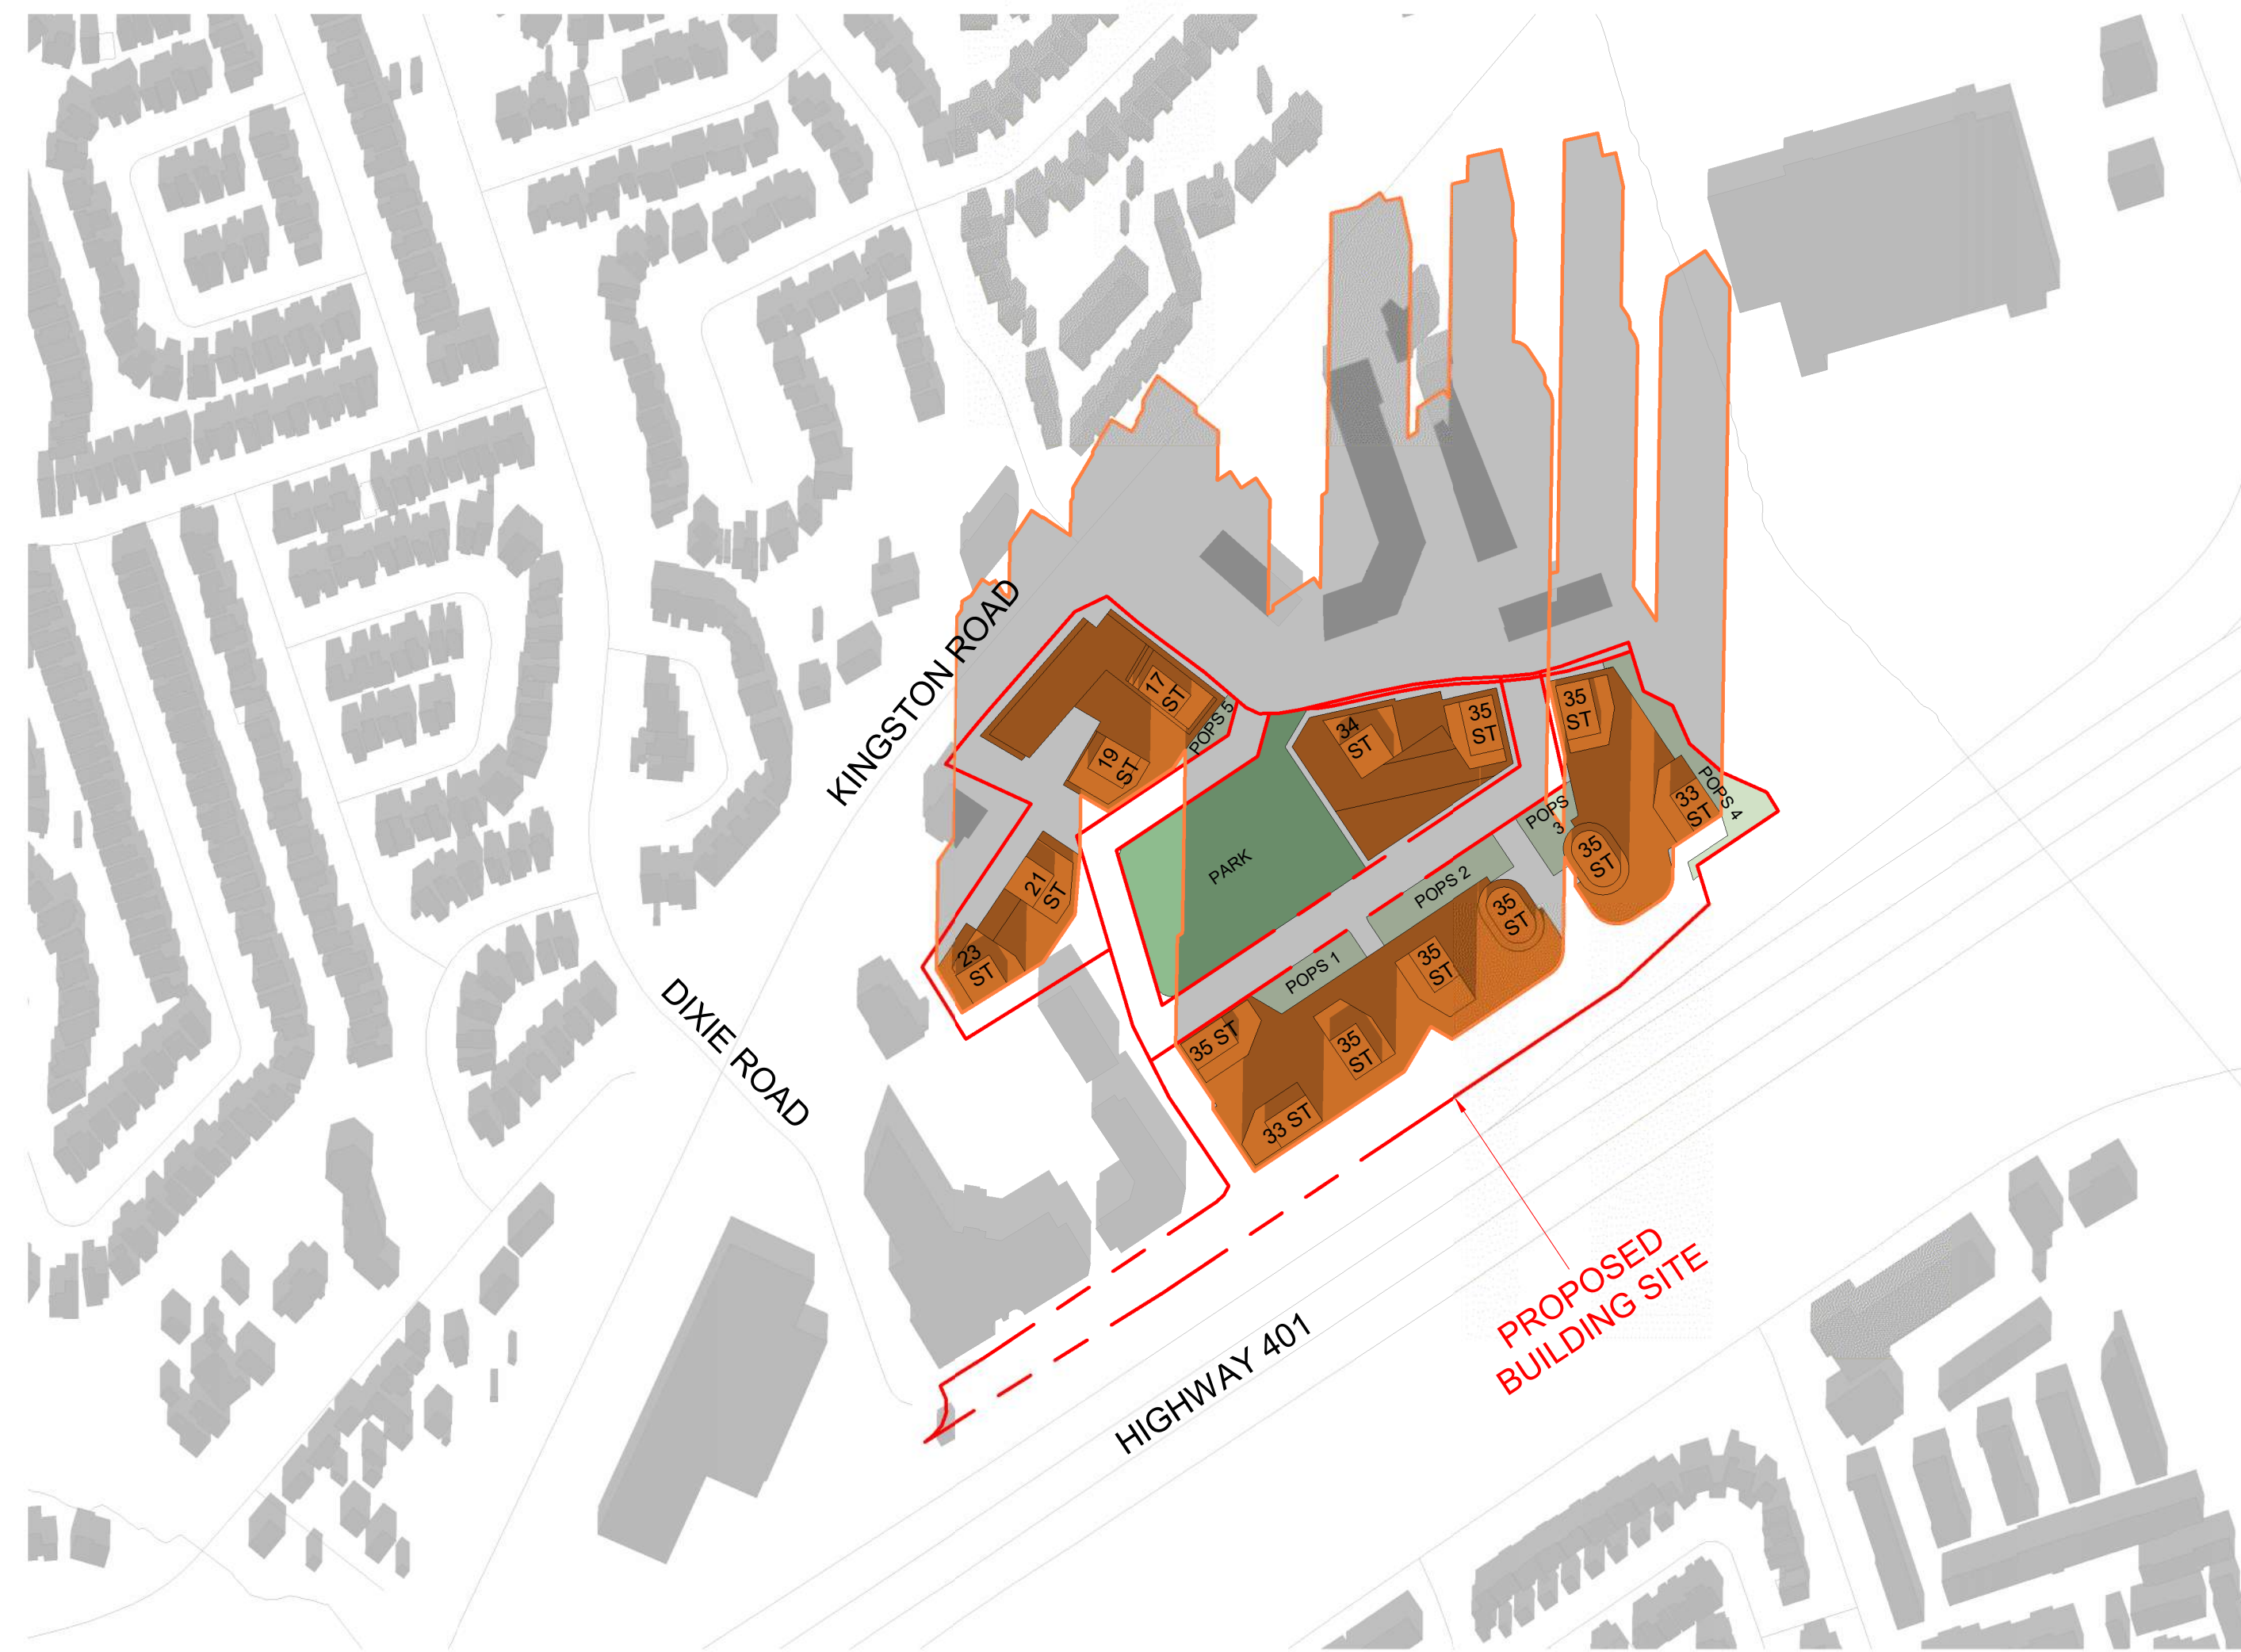 KINGSTON ROAD
17
ST
POPS 5
19
ST
34
ST
35
ST
35
ST
33
ST
POPS 4
POPS
3
35
ST
PARK
POPS 2
21
ST
23
ST
35
ST
35
ST
POPS 1
35 ST
35
ST
33 ST
DIXIE ROAD
PROPOSED
BUILDING SITE
HIGHWAY 401